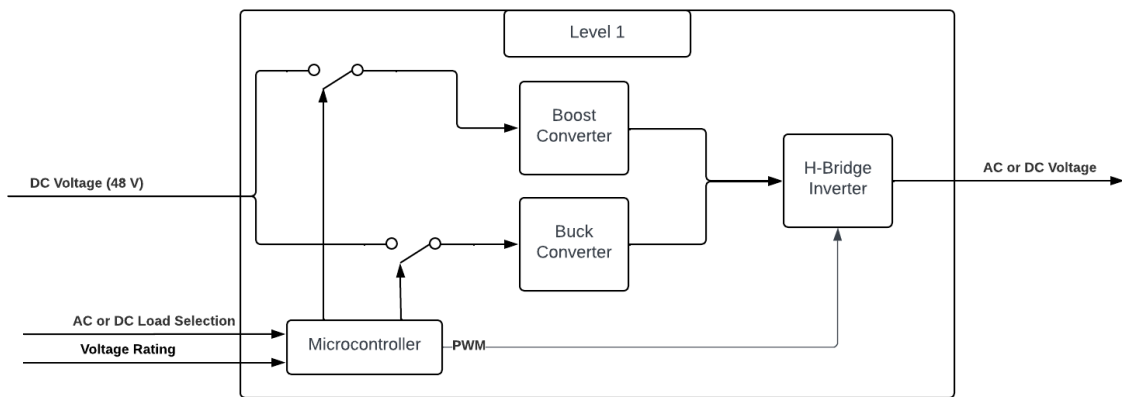 Level 1
Boost
Converter
DC Voltage (48 V)
H-Bridge
Inverter
AC or DC Voltage
Buck
Converter
AC or DC Load Selection
Voltage Rating
Microcontroller
PWM